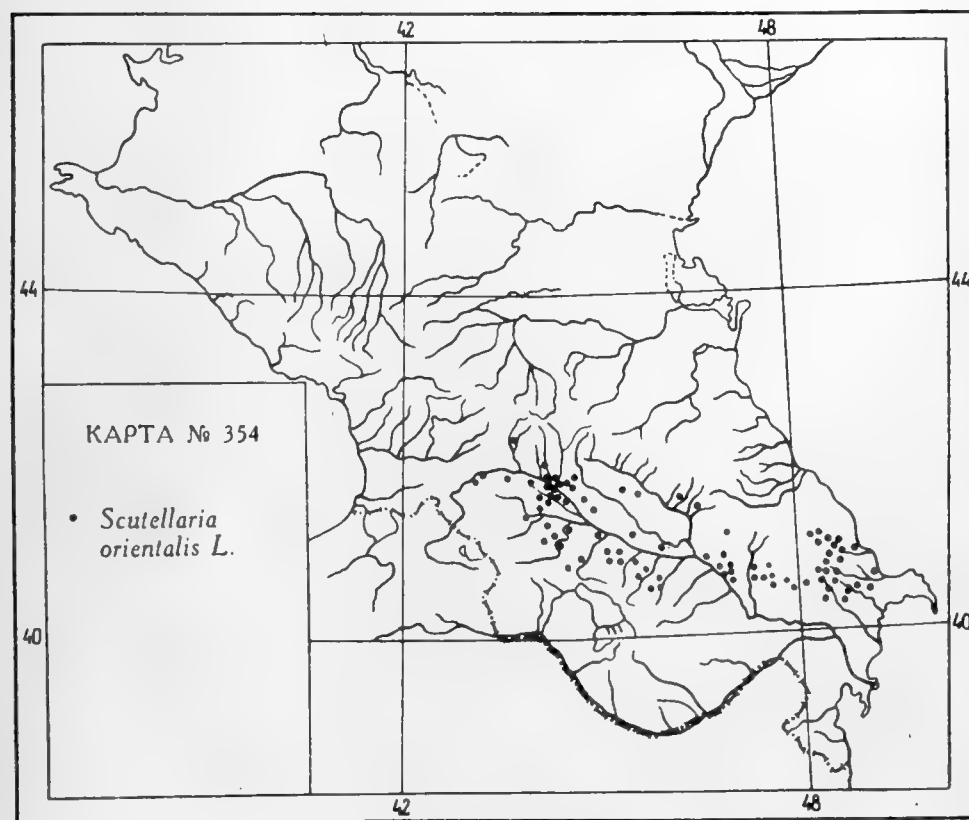 42 48
44 44
КАРТА № 354
• Scutellaria
orientalis L.
40 40
42 48